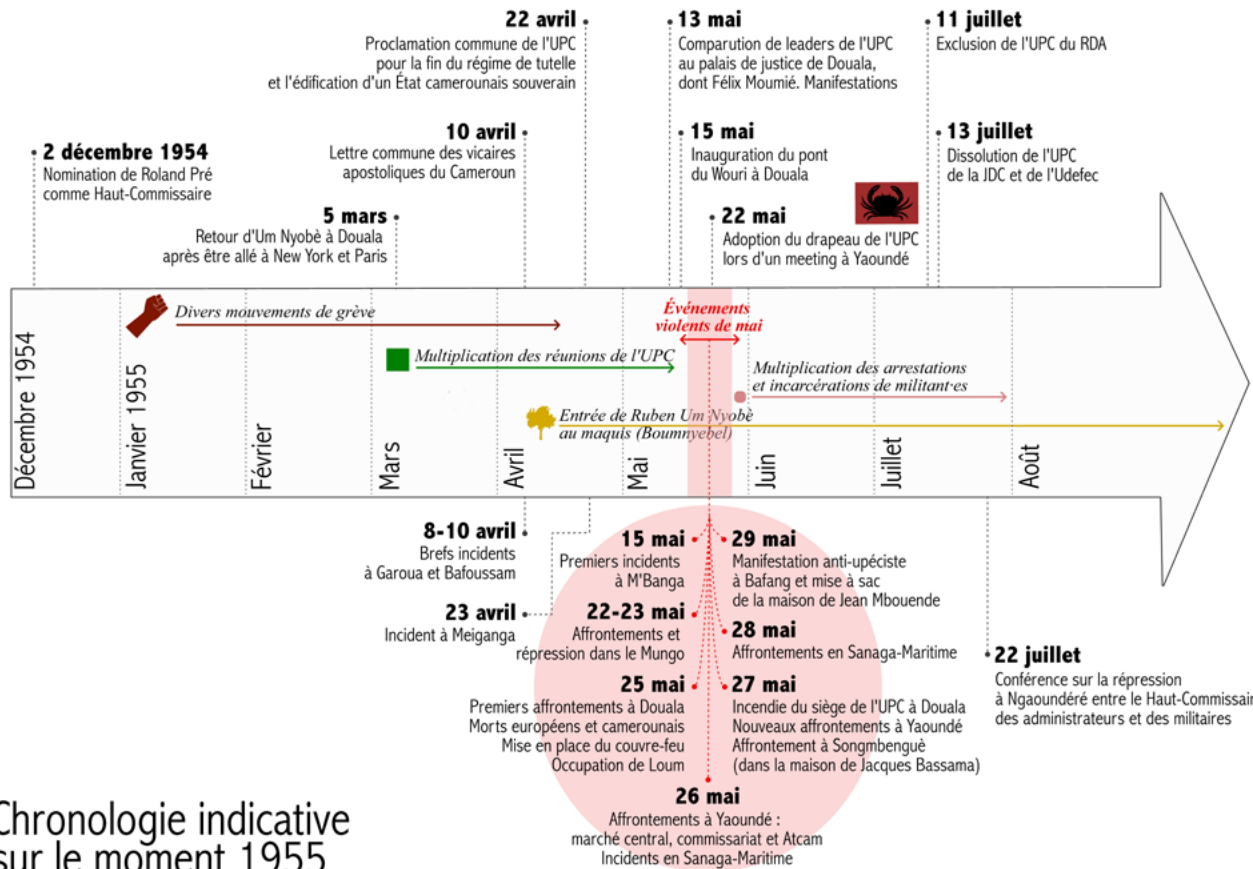 22 avril
Proclamation commune de l'UPC
pour la fin du régime de tutelle
et l'édification d'un État camerounais souverain
13 mai
Comparution de leaders de l'UPC
au palais de justice de Douala,
dont Félix Moumié. Manifestations
11 juillet
Exclusion de l'UPC du RDA
2 décembre 1954
Nomination de Roland Pré
comme Haut-Commissaire
10 avril
Lettre commune des vicaires
apostoliques du Cameroun
15 mai
Inauguration du pont
du Wouri à Douala
13 juillet
Dissolution de l'UPC
de la JDC et de l'Udefec
5 mars
Retour d'Um Nyobè à Douala
après être allé à New York et Paris
22 mai
Adoption du drapeau de l'UPC
lors d'un meeting à Yaoundé
Divers mouvements de grève
Événements
violents de mai
Multiplication des réunions de l'UPC
Multiplication des arrestations
et incarcérations de militant·es
Entrée de Ruben Um Nyobè
au maquis (Boumnyebel)
Décembre 1954
Janvier 1955
Février
Mars
Avril
Mai
Juin
Juillet
Août
8-10 avril
Brefs incidents
à Garoua et Bafoussam
23 avril
Incident à Meiganga
15 mai
Premiers incidents
à M'Banga
22-23 mai
Affrontements et
répression dans le Mungo
25 mai
Premiers affrontements à Douala
Morts européens et camerounais
Mise en place du couvre-feu
Occupation de Loum
29 mai
Manifestation anti-upéciste
à Bafang et mise à sac
de la maison de Jean Mbouende
28 mai
Affrontements en Sanaga-Maritime
27 mai
Incendie du siège de l'UPC à Douala
Nouveaux affrontements à Yaoundé
Affrontement à Songmbenguè
(dans la maison de Jacques Bassama)
26 mai
Affrontements à Yaoundé :
marché central, commissariat et Atcam
Incidents en Sanaga-Maritime
22 juillet
Conférence sur la répression
à Ngaoundéré entre le Haut-Commissai
des administrateurs et des militaires
Chronologie indicative
sur le moment 1955